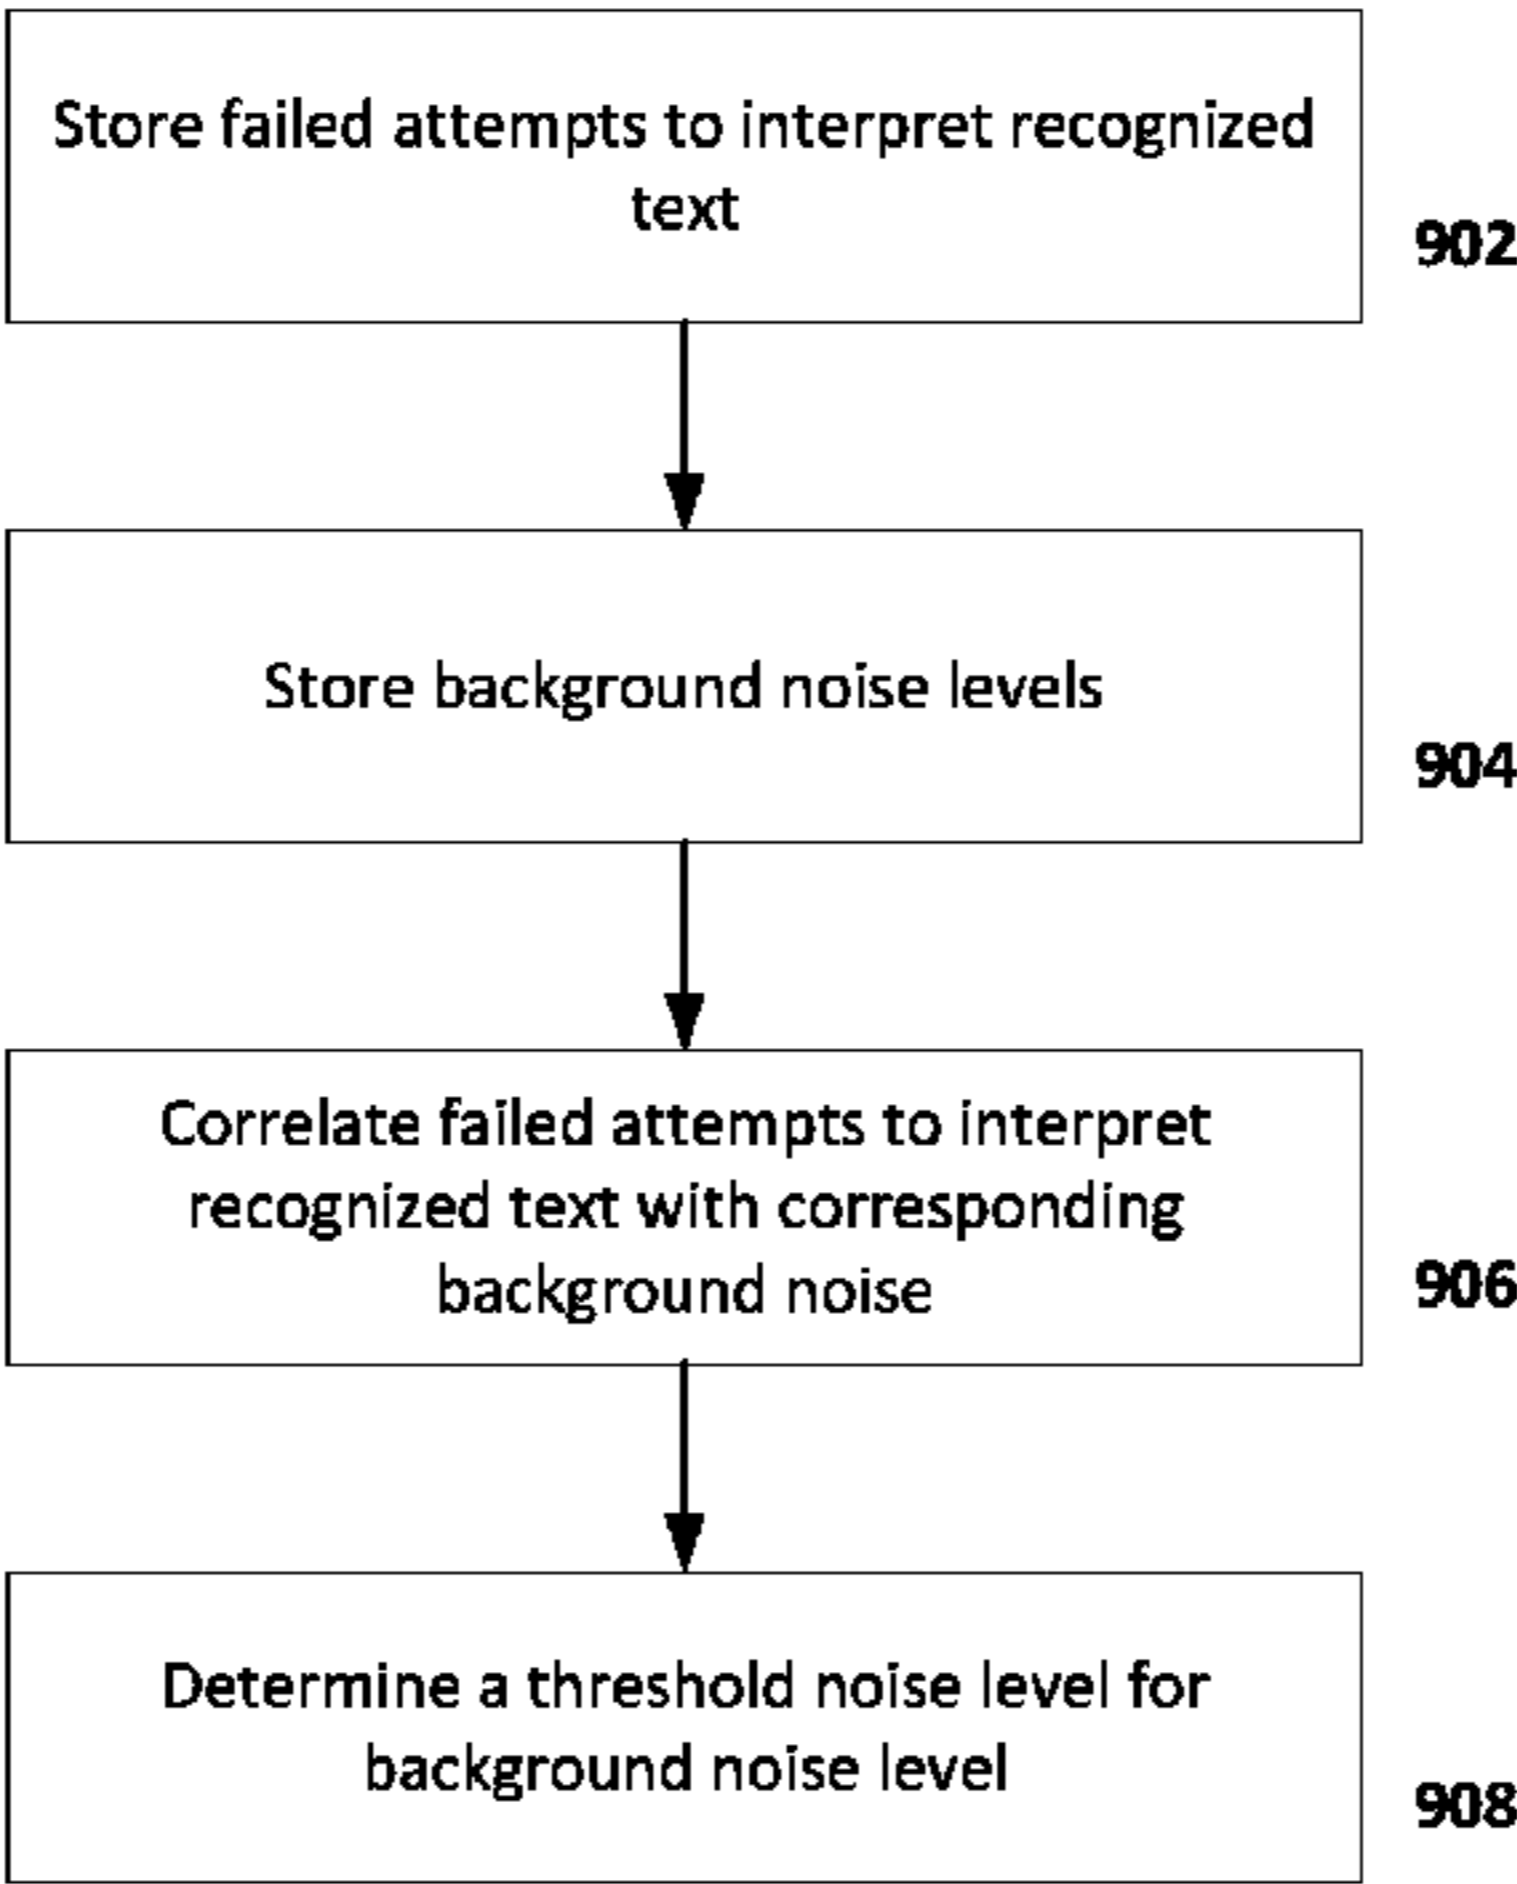 Store failed attempts to interpret recognized
text
902
Store background noise levels
904
Correlate failed attempts to interpret
recognized text with corresponding
background noise
906
Determine a threshold noise level for
background noise level
908